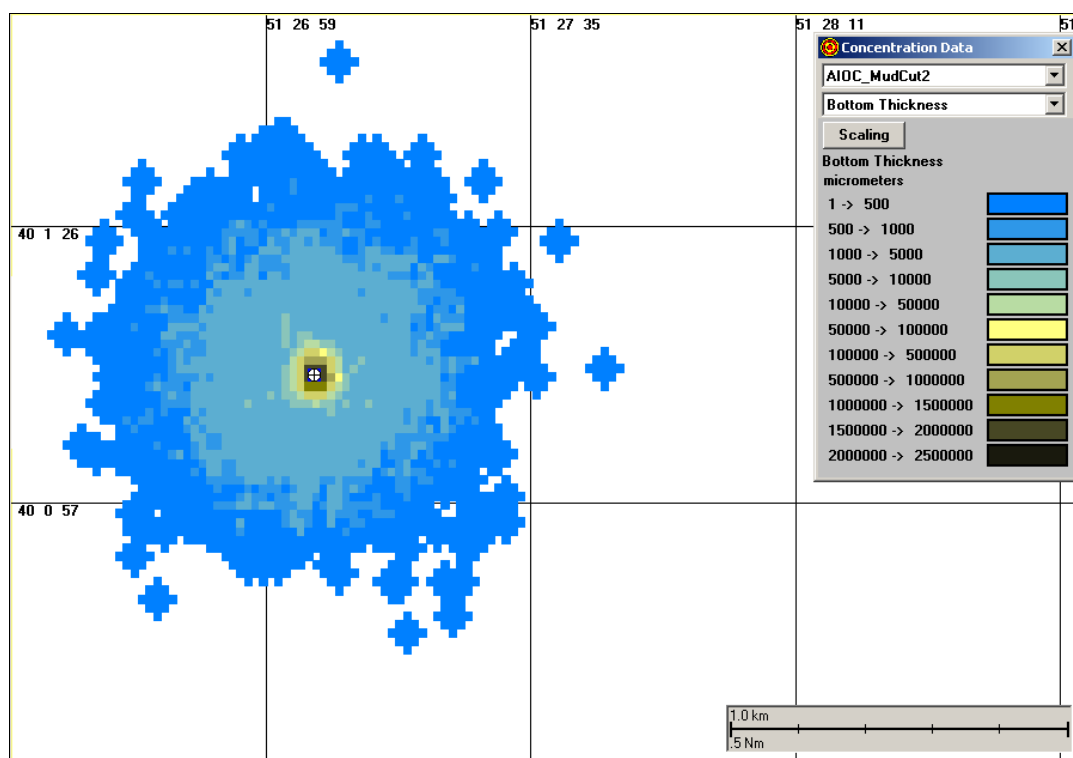 51 26 59
51 27 35
51 28 11
51
Concentration Data
AIOC_MudCut2
Bottom Thickness
Scaling
Bottom Thickness
micrometers
1 -> 500
500 -> 1000
1000 -> 5000
5000 -> 10000
10000 -> 50000
50000 -> 100000
100000 -> 500000
500000 -> 1000000
1000000 -> 1500000
1500000 -> 2000000
2000000 -> 2500000
40 1 26
40 0 57
1.0 km
.5 Nm